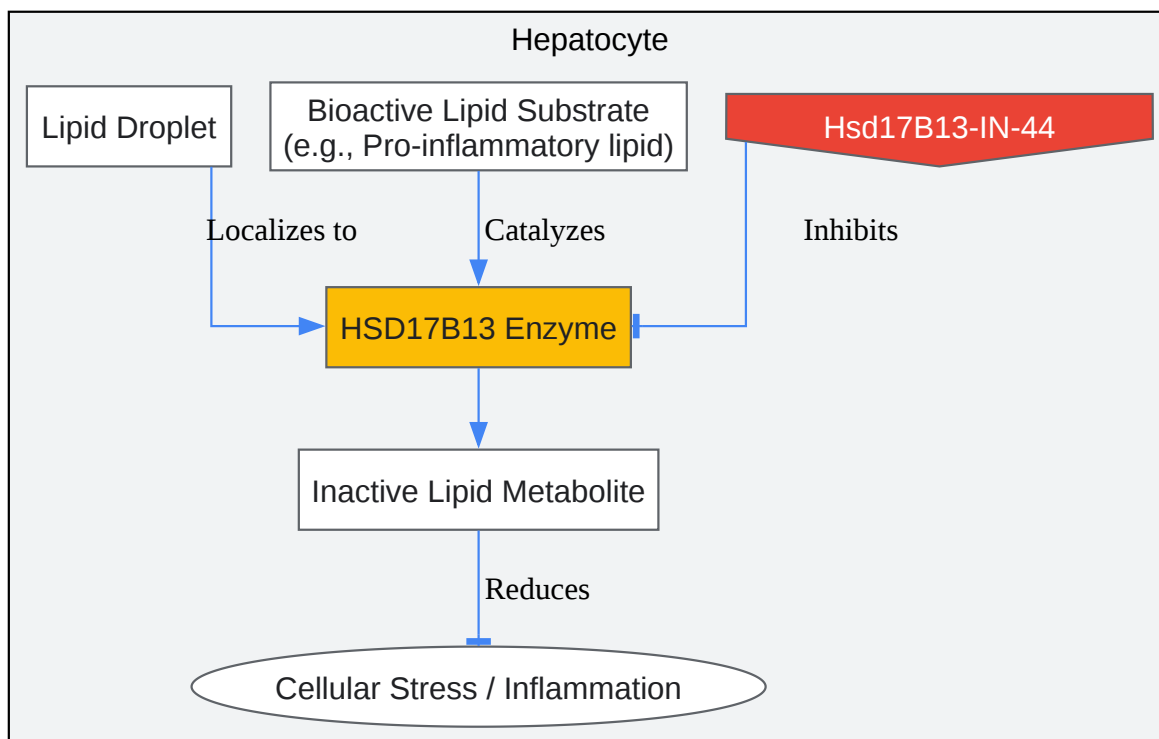 Hepatocyte
Lipid Droplet
Bioactive Lipid Substrate
(e.g., Pro-inflammatory lipid)
Hsd17B13-IN-44
Localizes to
Catalyzes
Inhibits
HSD17B13 Enzyme
Inactive Lipid Metabolite
Reduces
Cellular Stress / Inflammation